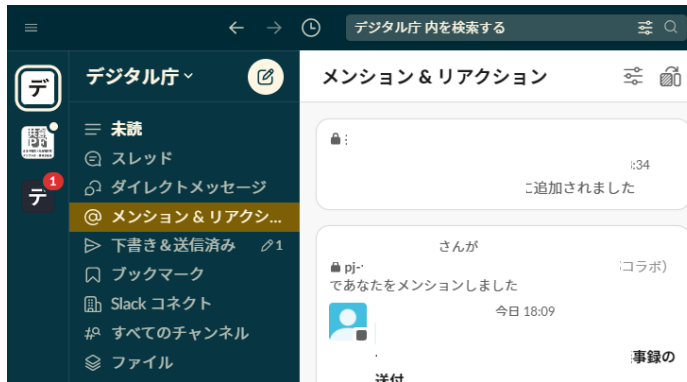 デジタル庁 内を検索する
デ
デジタル庁
メンション & リアクション
未読
スレッド
デ
1
ダイレクトメッセージ
メンション & リアクシ...
下書き & 送信済み
1
ブックマーク
Slack コネクト
すべてのチャンネル
ファイル
:34
に追加されました
さんが
pj-
コラボ)
であなたをメンションしました
今日 18:09
事録の
送付